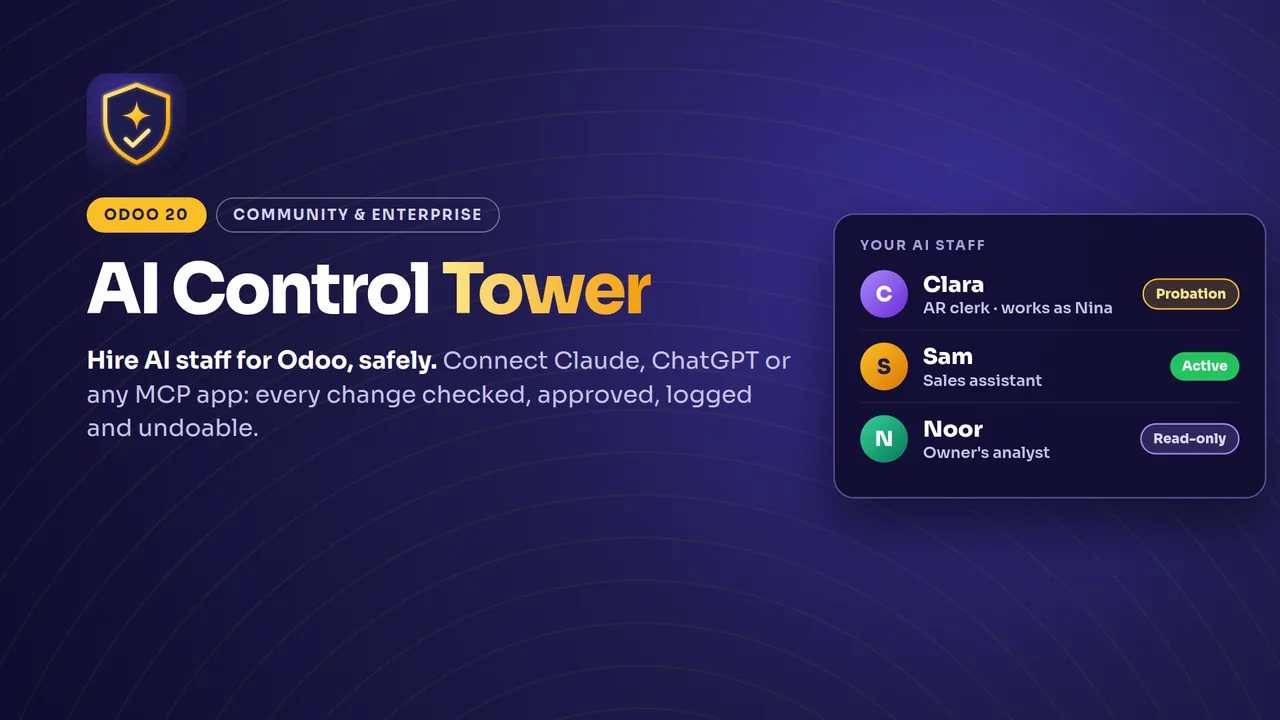 ODOO 20
COMMUNITY & ENTERPRISE
AI Control Tower
Hire AI staff for Odoo, safely. Connect Claude, ChatGPT or
any MCP app: every change checked, approved, logged
and undoable.
YOUR AI STAFF
C
Clara
AR clerk · works as Nina
Probation
S
Sam
Sales assistant
Active
N
Noor
Owner's analyst
Read-only